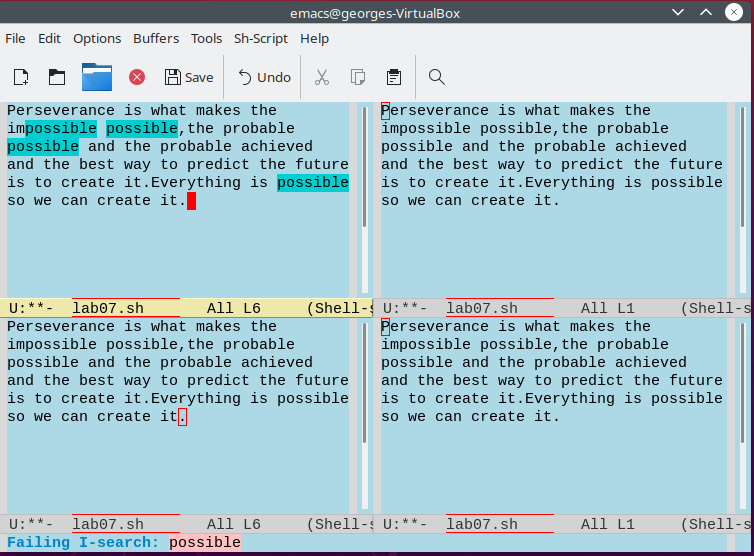 emacs@georges-VirtualBox
File Edit Options Buffers Tools Sh-Script Help
Save Undo
Perseverance is what makes the
impossible possible,the probable
possible and the probable achieved
and the best way to predict the future
is to create it.Everything is possible
so we can create it.
U:**- lab07.sh All L6 (Shell-s
Perseverance is what makes the
impossible possible,the probable
possible and the probable achieved
and the best way to predict the future
is to create it.Everything is possible
so we can create it.
U:**- lab07.sh All L1 (Shell-s
Perseverance is what makes the
impossible possible,the probable
possible and the probable achieved
and the best way to predict the future
is to create it.Everything is possible
so we can create it.
U:**- lab07.sh All L6 (Shell-s
Perseverance is what makes the
impossible possible,the probable
possible and the probable achieved
and the best way to predict the future
is to create it.Everything is possible
so we can create it.
U:**- lab07.sh All L1 (Shell-s
Failing I-search: possible